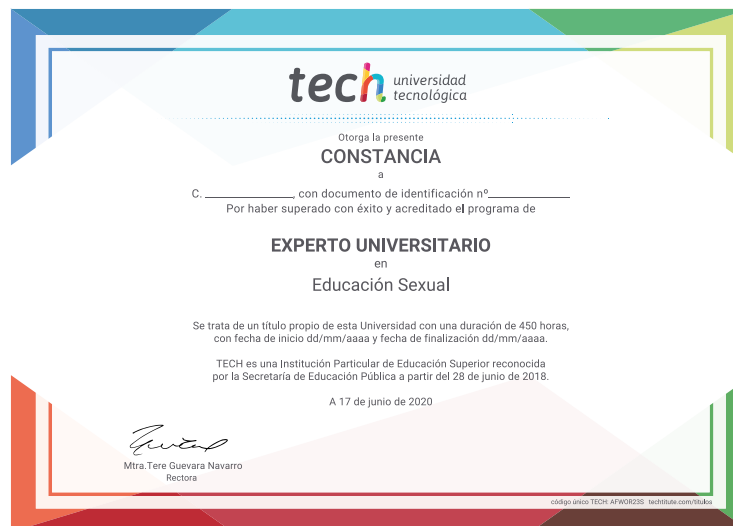 tech universidad
tecnológica
Otorga la presente
CONSTANCIA
a
C. ______________, con documento de identificación nº_____________
Por haber superado con éxito y acreditado el programa de
EXPERTO UNIVERSITARIO
en
Educación Sexual
Se trata de un título propio de esta Universidad con una duración de 450 horas,
con fecha de inicio dd/mm/aaaa y fecha de finalización dd/mm/aaaa.
TECH es una Institución Particular de Educación Superior reconocida
por la Secretaría de Educación Pública a partir del 28 de junio de 2018.
A 17 de junio de 2020
Mtra.Tere Guevara Navarro
Rectora
código único TECH: AFWOR23S techtitute.com/titulos